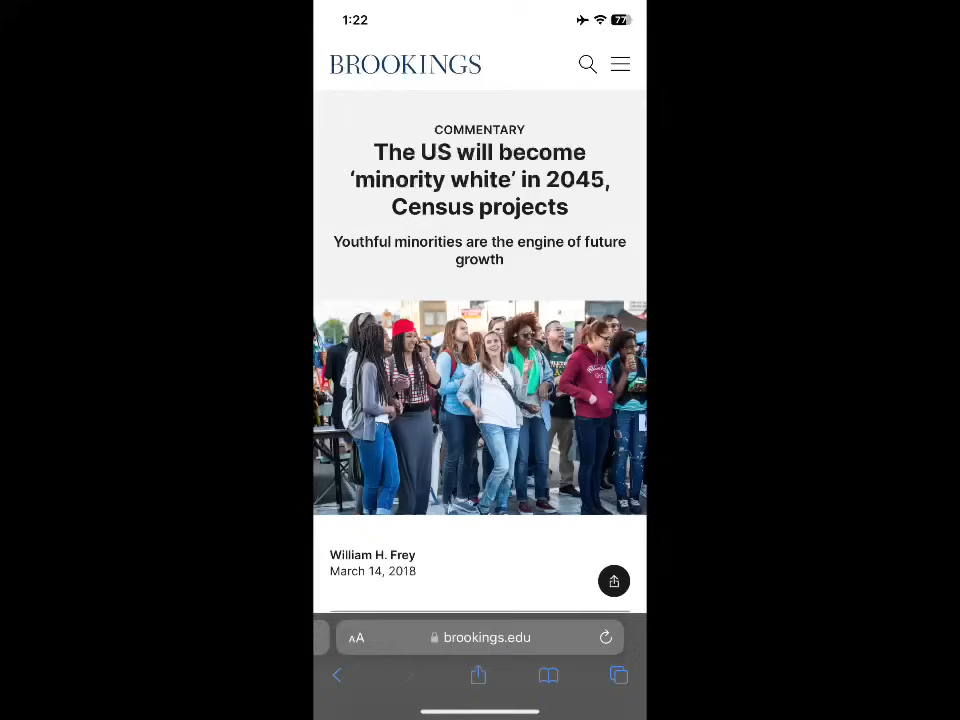 1:22
77
BROOKINGS
COMMENTARY
The US will become
‘minority white’ in 2045,
Census projects
Youthful minorities are the engine of future
growth
William H. Frey
March 14, 2018
AA
brookings.edu